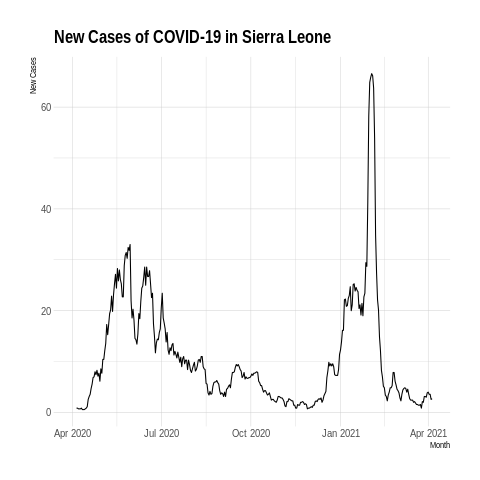 New Cases of COVID-19 in Sierra Leone
New Cases
60
40
20
0
Apr 2020 Jul 2020 Oct 2020 Jan 2021 Apr 2021
Month